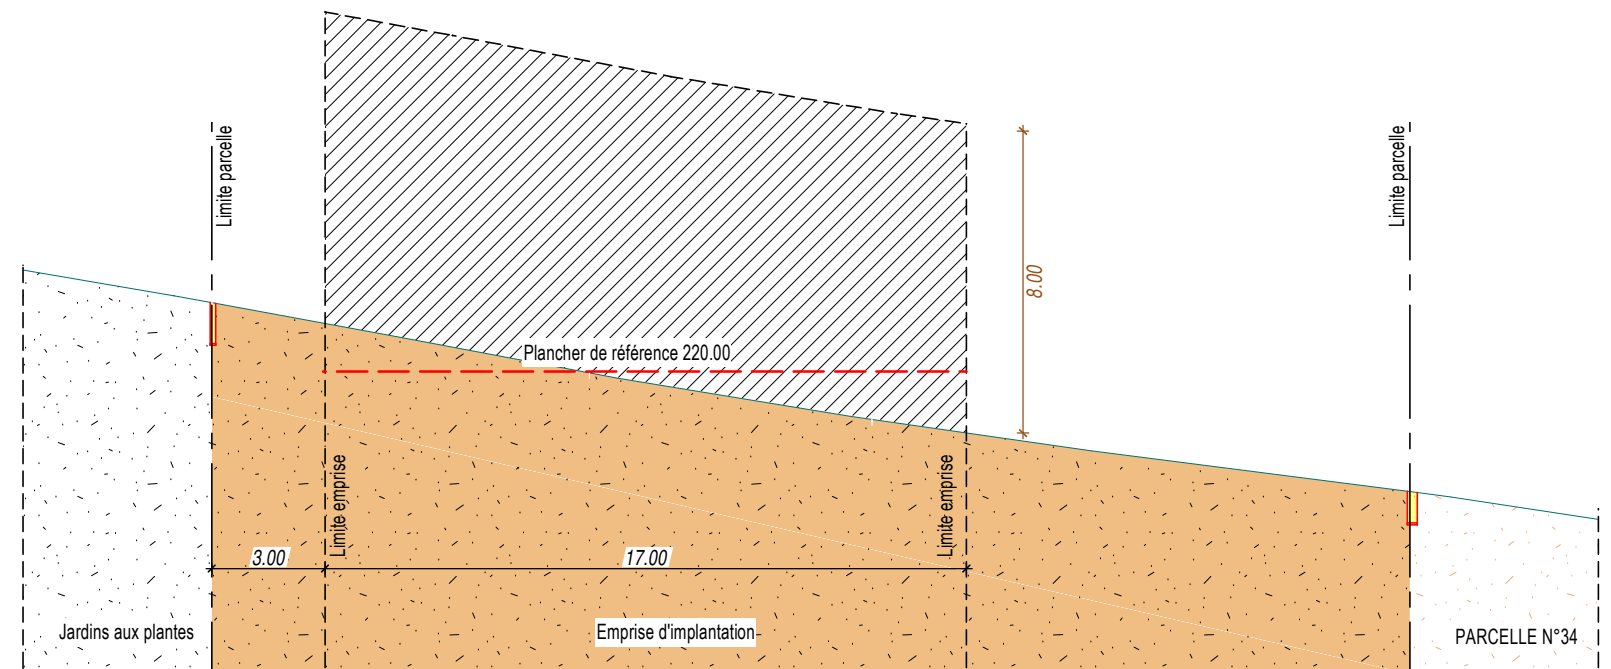 Limite parcelle
Limite parcelle
8.00
Plancher de référence 220.00
Limite emprise
Limite emprise
3.00
17.00
Jardins aux plantes
Emprise d'implantation
PARCELLE N°34